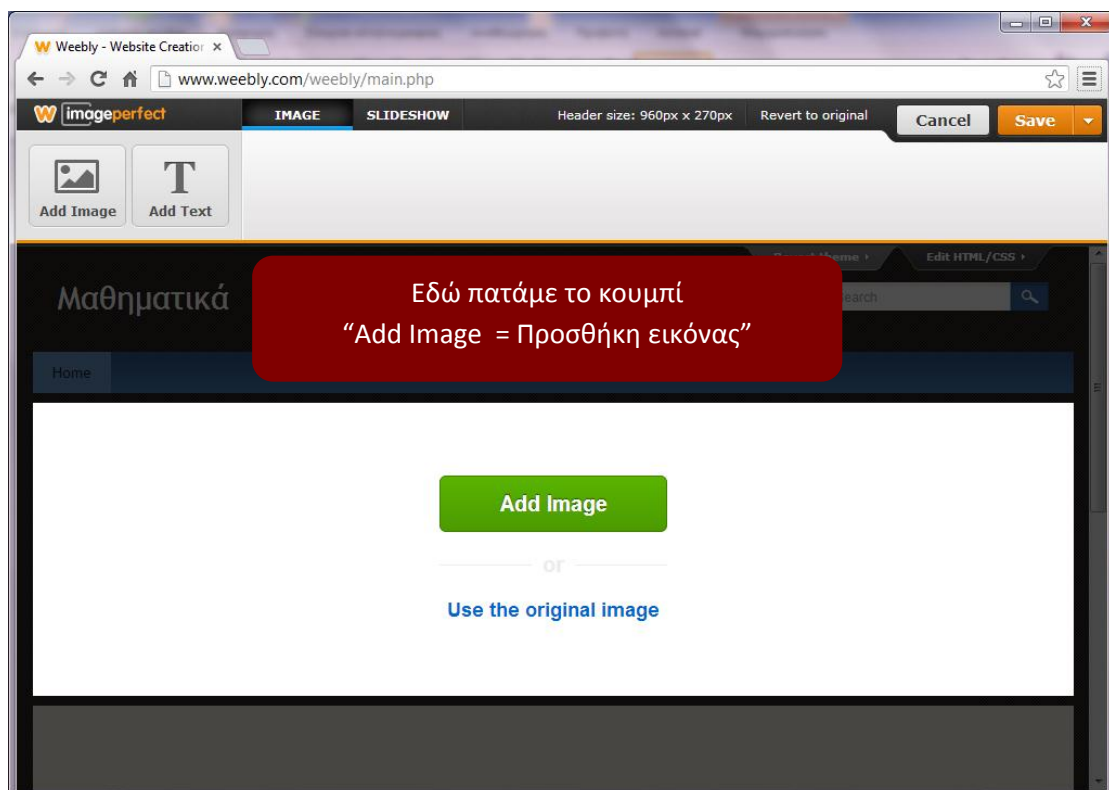 Weebly - Website Creatior
www.weebly.com/weebly/main.php
imageperfect
IMAGE
SLIDESHOW
Header size: 960px x 270px
Revert to original
Cancel
Save
Add Image
Add Text
Edit HTML/CSS
Μαθηματικά
Εδώ πατάμε το κουμπί
“Add Image = Προσθήκη εικόνας”
Home
Add Image
or
Use the original image